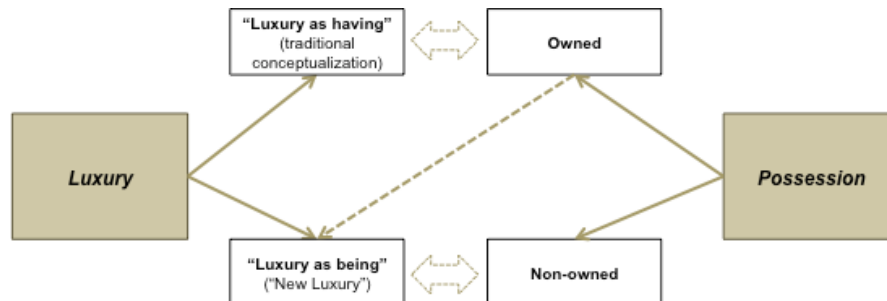 “Luxury as having”
(traditional
conceptualization)
Owned
Luxury
Possession
“Luxury as being”
(“New Luxury”)
Non-owned